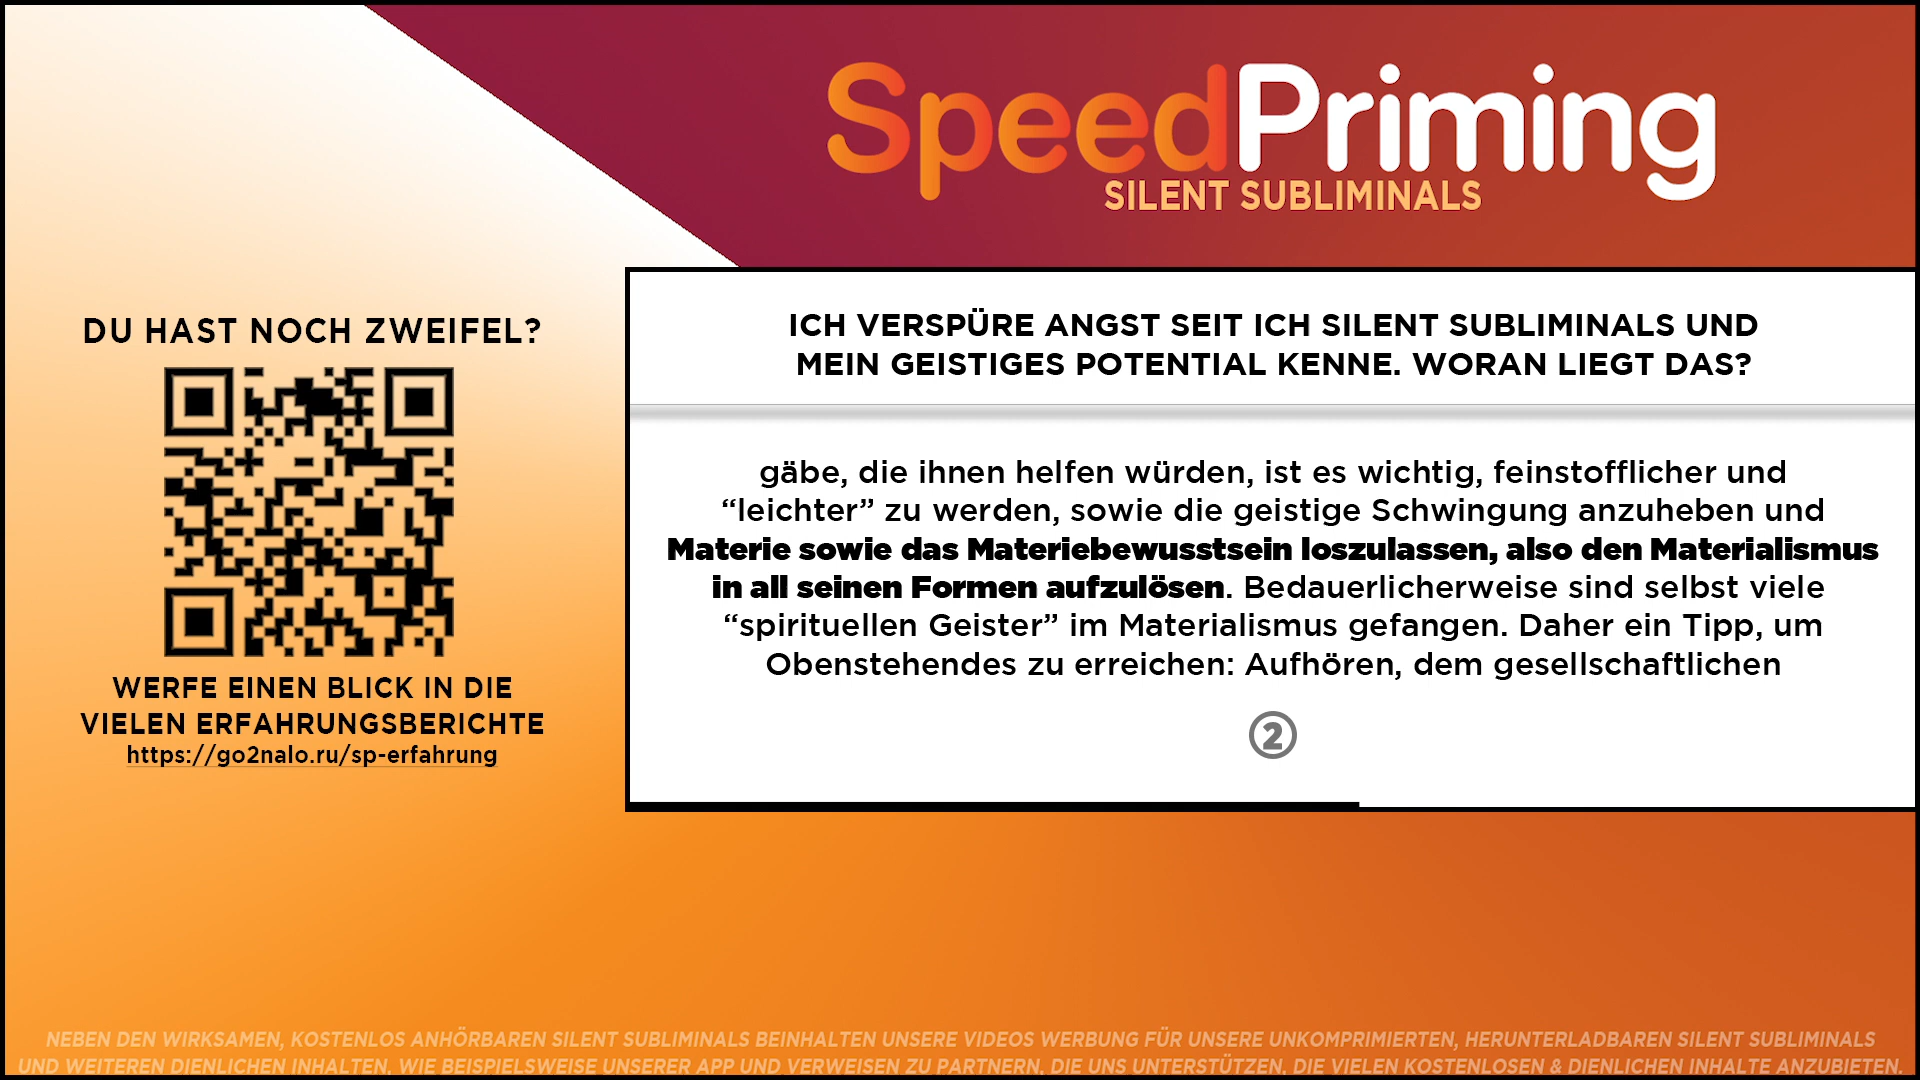 SpeedPriming
SILENT SUBLIMINALS
DU HAST NOCH ZWEIFEL?
WERFE EINEN BLICK IN DIE
VIELEN ERFAHRUNGSBERICHTE
https://go2nalo.ru/sp-erfahrung
ICH VERSPÜRE ANGST SEIT ICH SILENT SUBLIMINALS UND
MEIN GEISTIGES POTENTIAL KENNE. WORAN LIEGT DAS?
gäbe, die ihnen helfen würden, ist es wichtig, feinstofflicher und
“leichter” zu werden, sowie die geistige Schwingung anzuheben und
Materie sowie das Materiebewusstsein loszulassen, also den Materialismus
in all seinen Formen aufzulösen. Bedauerlicherweise sind selbst viele
“spirituellen Geister” im Materialismus gefangen. Daher ein Tipp, um
Obenstehendes zu erreichen: Aufhören, dem gesellschaftlichen
2
NEBEN DEN WIRKSAMEN, KOSTENLOS ANHÖRBAREN SILENT SUBLIMINALS BEINHALTEN UNSERE VIDEOS WERBUNG FÜR UNSERE UNKOMPRIMIERTEN, HERUNTERLADBAREN SILENT SUBLIMINALS
UND WEITEREN DIENLICHEN INHALTEN, WIE BEISPIELSWEISE UNSERER APP UND VERWEISEN ZU PARTNERN, DIE UNS UNTERSTÜTZEN, DIE VIELEN KOSTENLOSEN & DIENLICHEN INHALTE ANZUBIETEN.